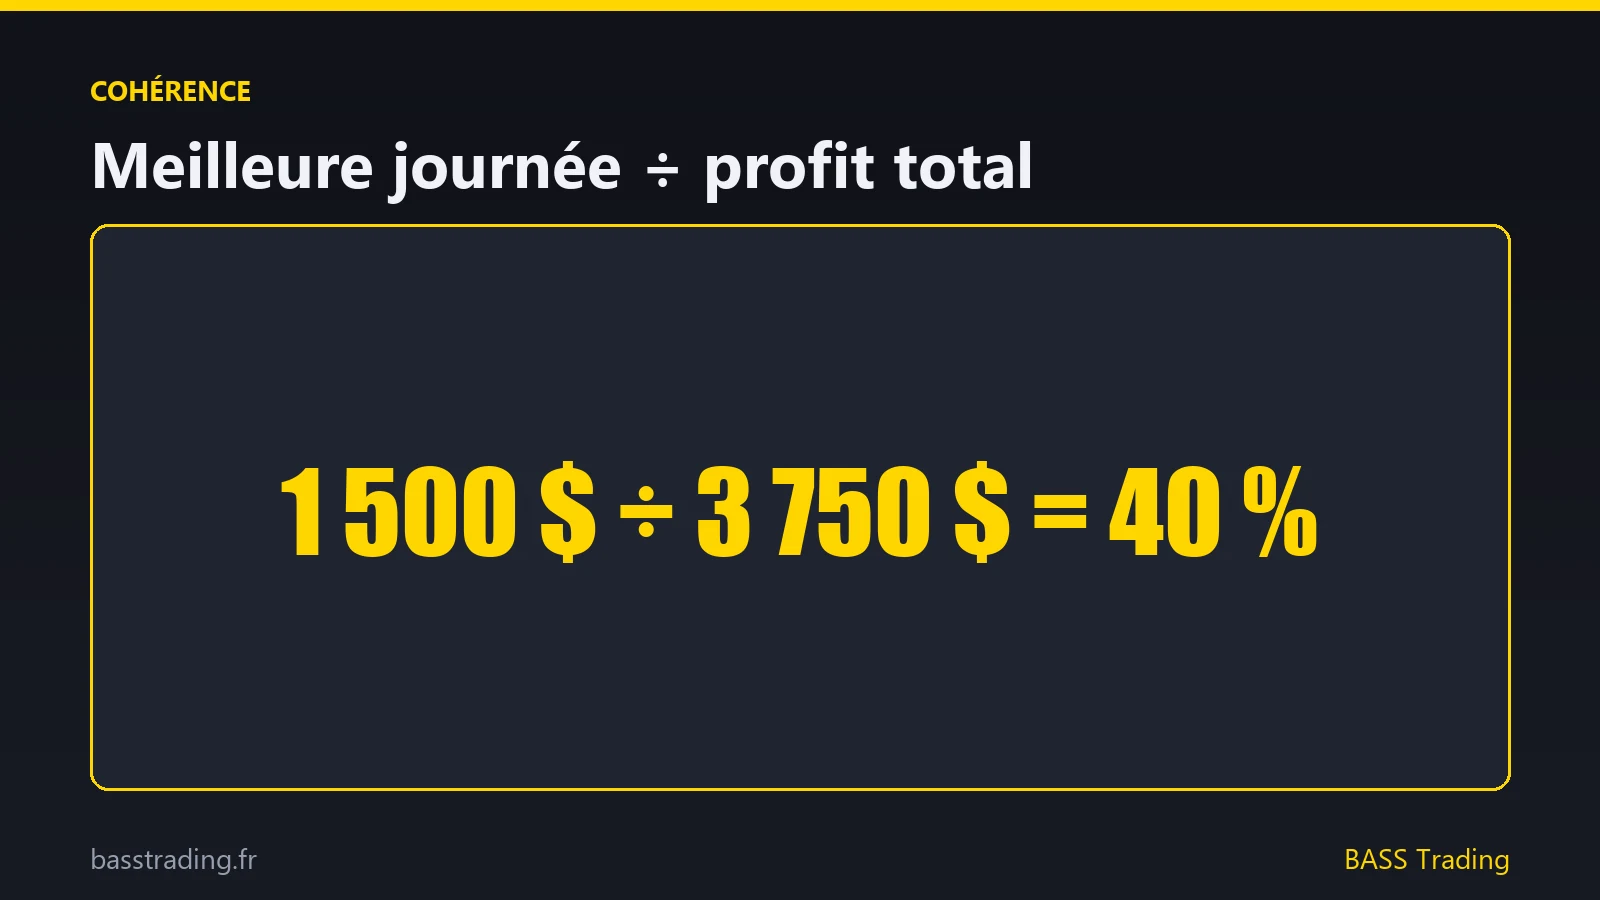 COHÉRENCE
Meilleure journée ÷ profit total
1 500 $ ÷ 3 750 $ = 40 %
basstrading.fr
BASS Trading